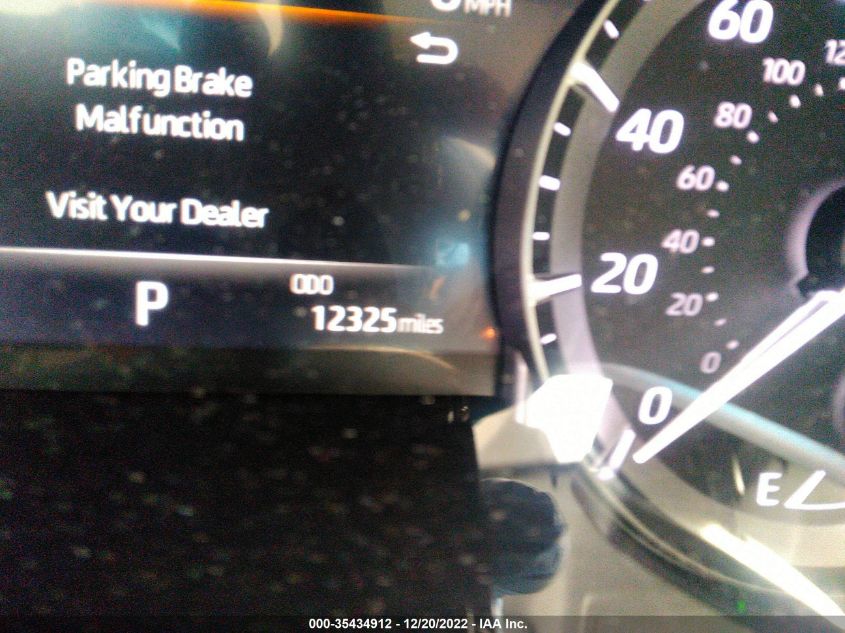 MPH
Parking Brake
Malfunction
Visit Your Dealer
P
ODO
12325 miles
60
40
20
0
100
80
60
40
20
0
E
000-35434912 - 12/20/2022 - IAA Inc.